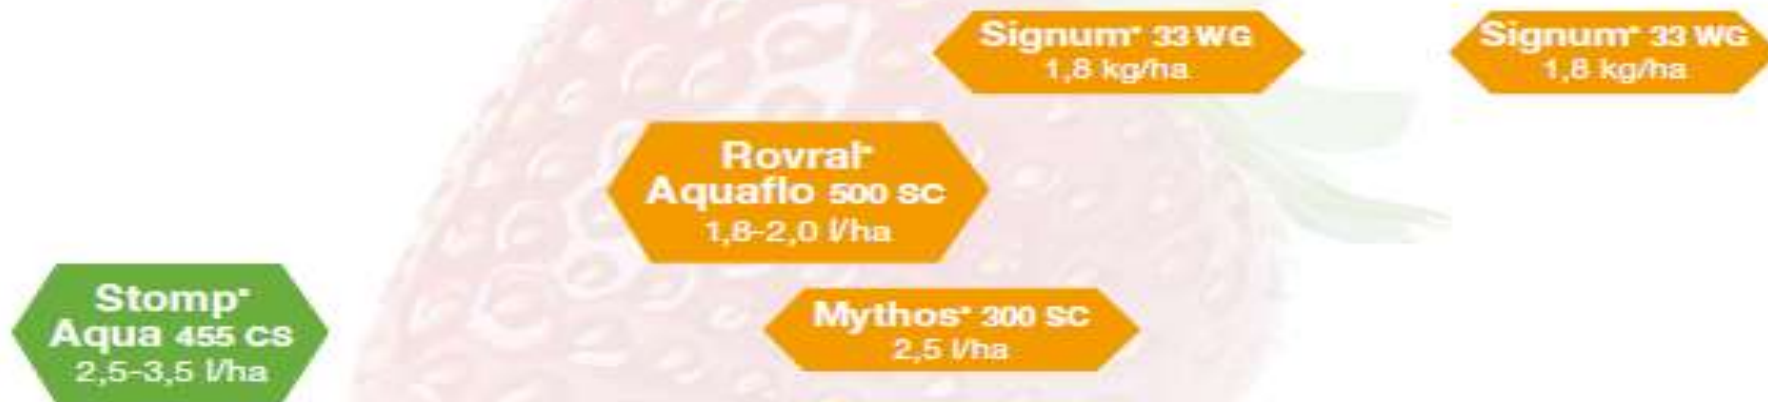 Signum® 33 WG
1,8 kg/ha
Signum® 33 WG
1,8 kg/ha
Rovral®
Aquaflo 500 SC
1,8-2,0 l/ha
Stomp®
Aqua 455 CS
2,5-3,5 l/ha
Mythos® 300 SC
2,5 l/ha